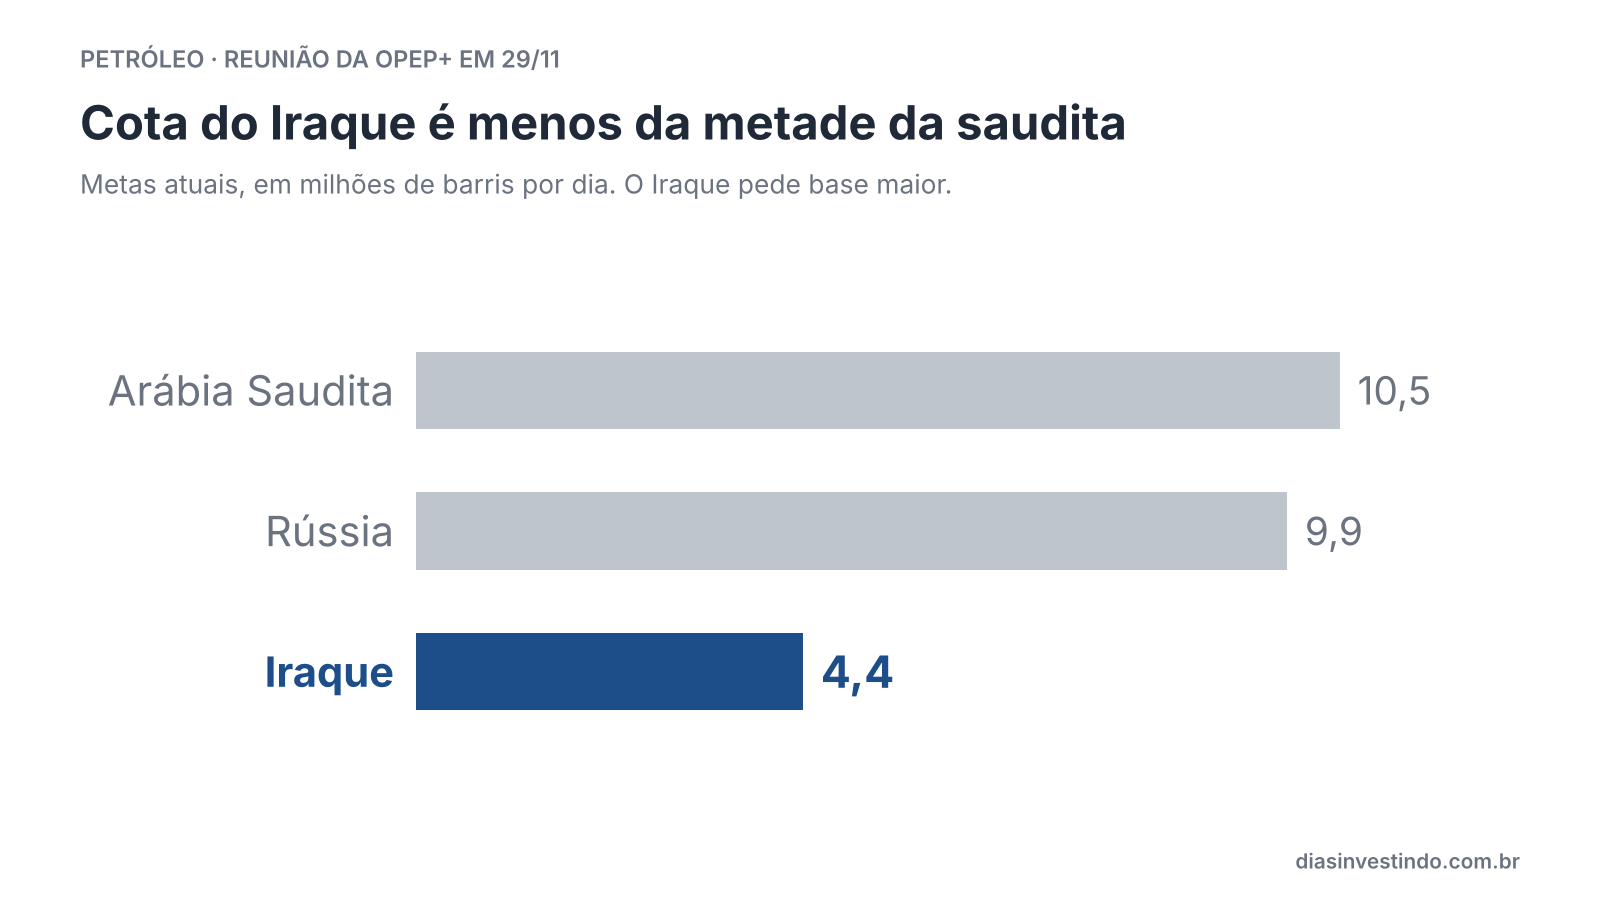 PETRÓLEO · REUNIÃO DA OPEP+ EM 29/11
Cota do Iraque é menos da metade da saudita
Metas atuais, em milhões de barris por dia. O Iraque pede base maior.
Arábia Saudita 10,5
Rússia 9,9
Iraque 4,4
diasinvestindo.com.br